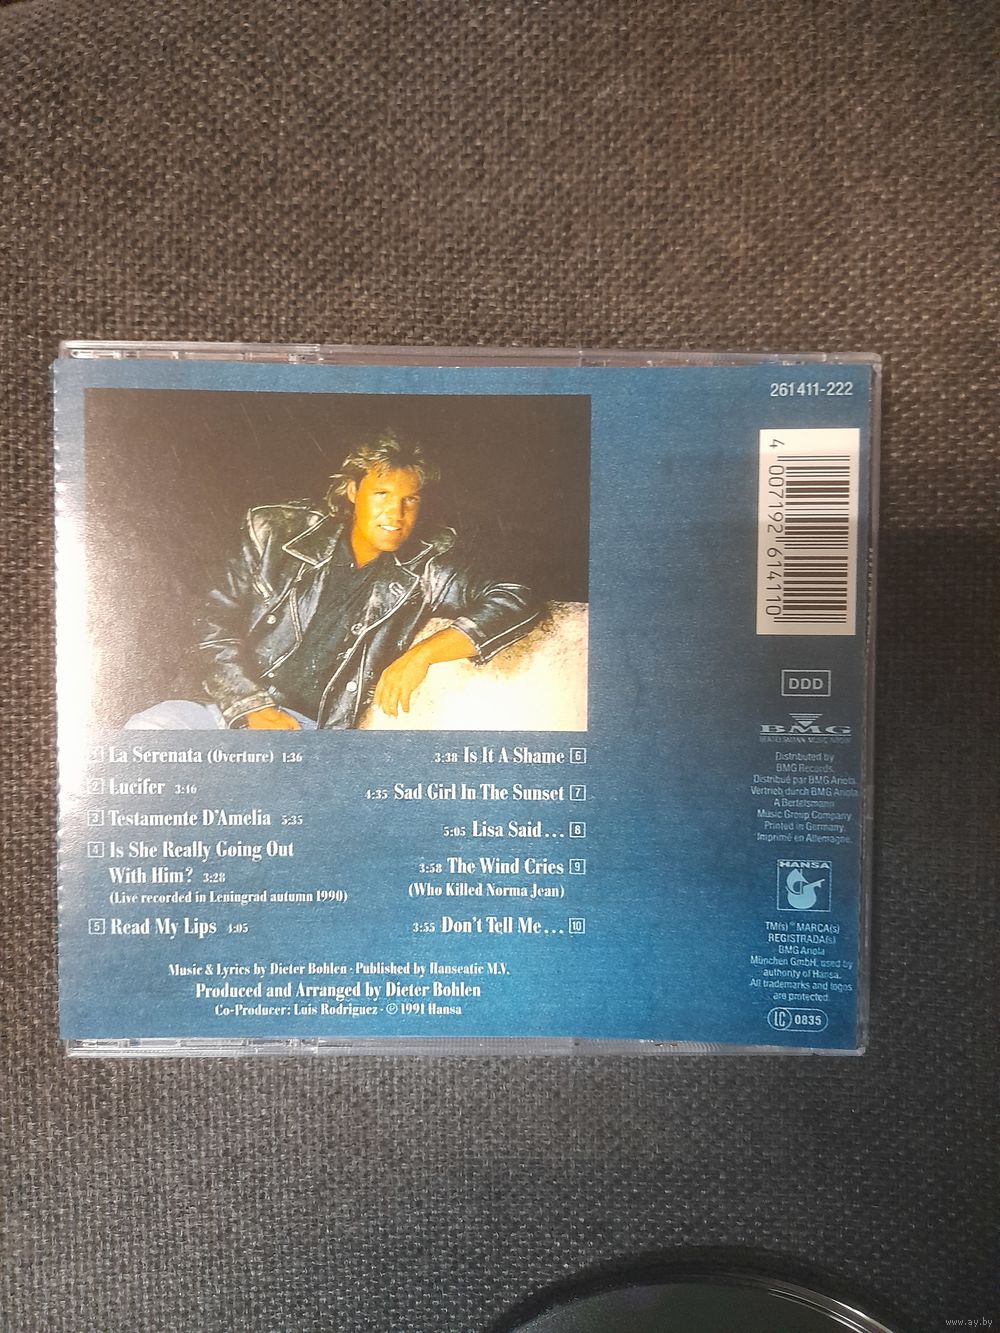 261 411-222
4 007192 614110
DDD
BMG
BERTELSMANN MUSIC GROUP
Distributed by
BMG Records.
Distribué par BMG Ariola.
Vertrieb durch BMG Ariola
A Bertelsmann
Music Group Company.
Printed in Germany.
Imprimé en Allemagne.
HANSA
TM(s) ® MARCA(s)
REGISTRADA(s)
BMG Ariola
München GmbH, used by
authority of Hansa.
All trademarks and logos
are protected.
LC 0835
1 La Serenata (Overture) 1:36
2 Lucifer 3:46
3 Testamente D'Amelia 5:35
4 Is She Really Going Out
With Him? 3:28
(Live recorded in Leningrad autumn 1990)
5 Read My Lips 4:05
3:38 Is It A Shame 6
4:35 Sad Girl In The Sunset 7
5:05 Lisa Said... 8
3:58 The Wind Cries 9
(Who Killed Norma Jean)
3:55 Don't Tell Me... 10
Music & Lyrics by Dieter Bohlen · Published by Hanseatic M.V.
Produced and Arranged by Dieter Bohlen
Co-Producer: Luis Rodriguez · ℗ 1991 Hansa
www.ay.by